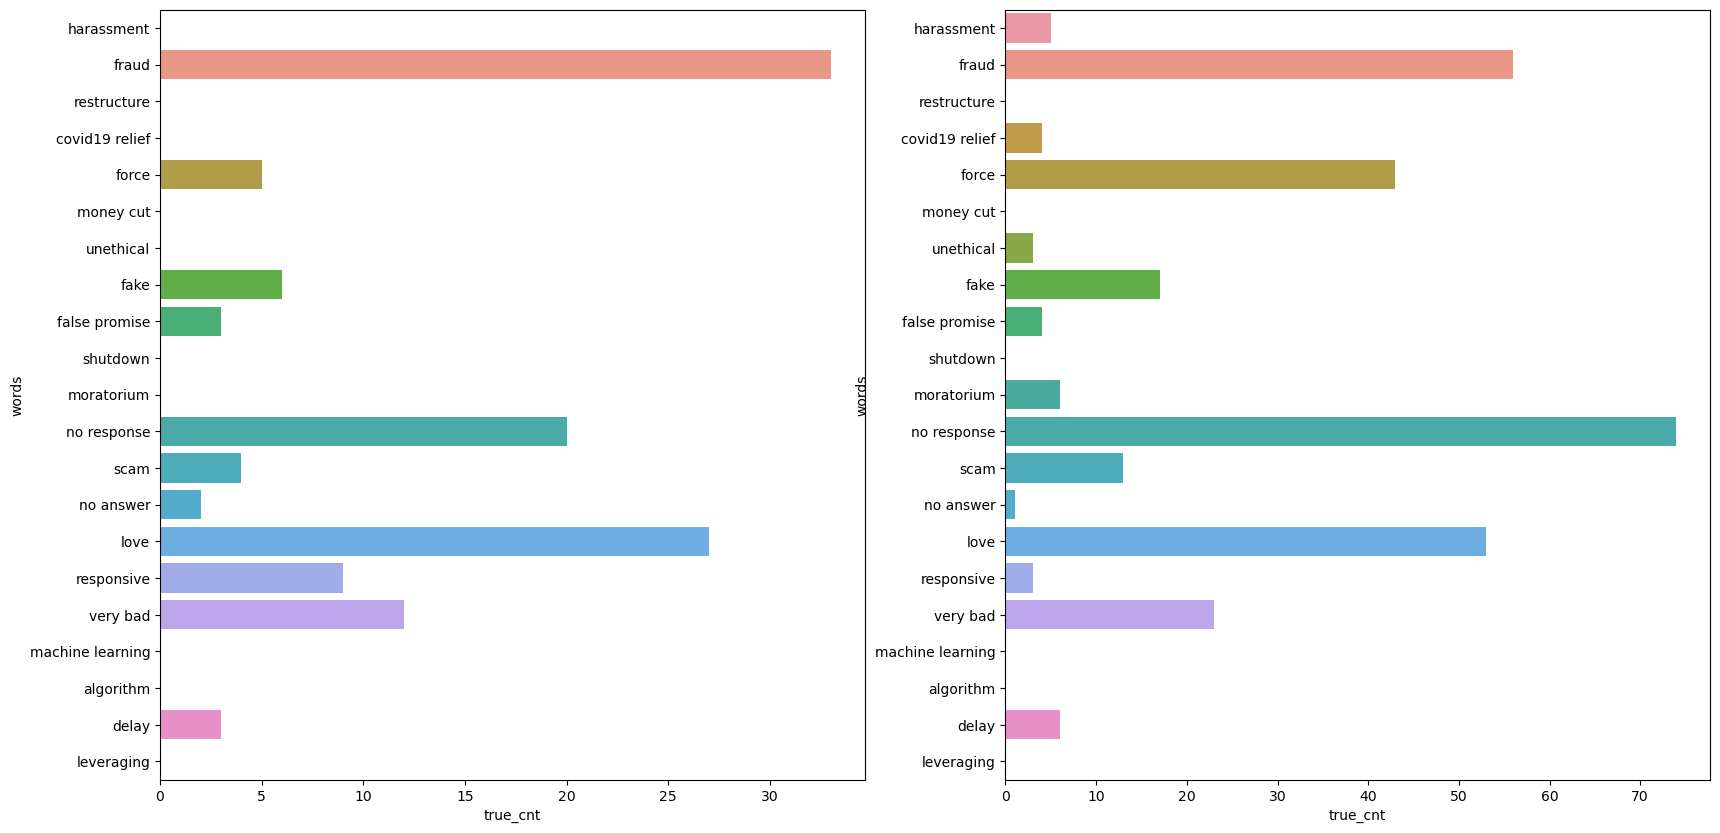 harassment
fraud
restructure
covid19 relief
force
money cut
unethical
fake
false promise
shutdown
moratorium
no response
scam
no answer
love
responsive
very bad
machine learning
algorithm
delay
leveraging
words
0 5 10 15 20 25 30
true_cnt
harassment
fraud
restructure
covid19 relief
force
money cut
unethical
fake
false promise
shutdown
moratorium
no response
scam
no answer
love
responsive
very bad
machine learning
algorithm
delay
leveraging
words
0 10 20 30 40 50 60 70
true_cnt